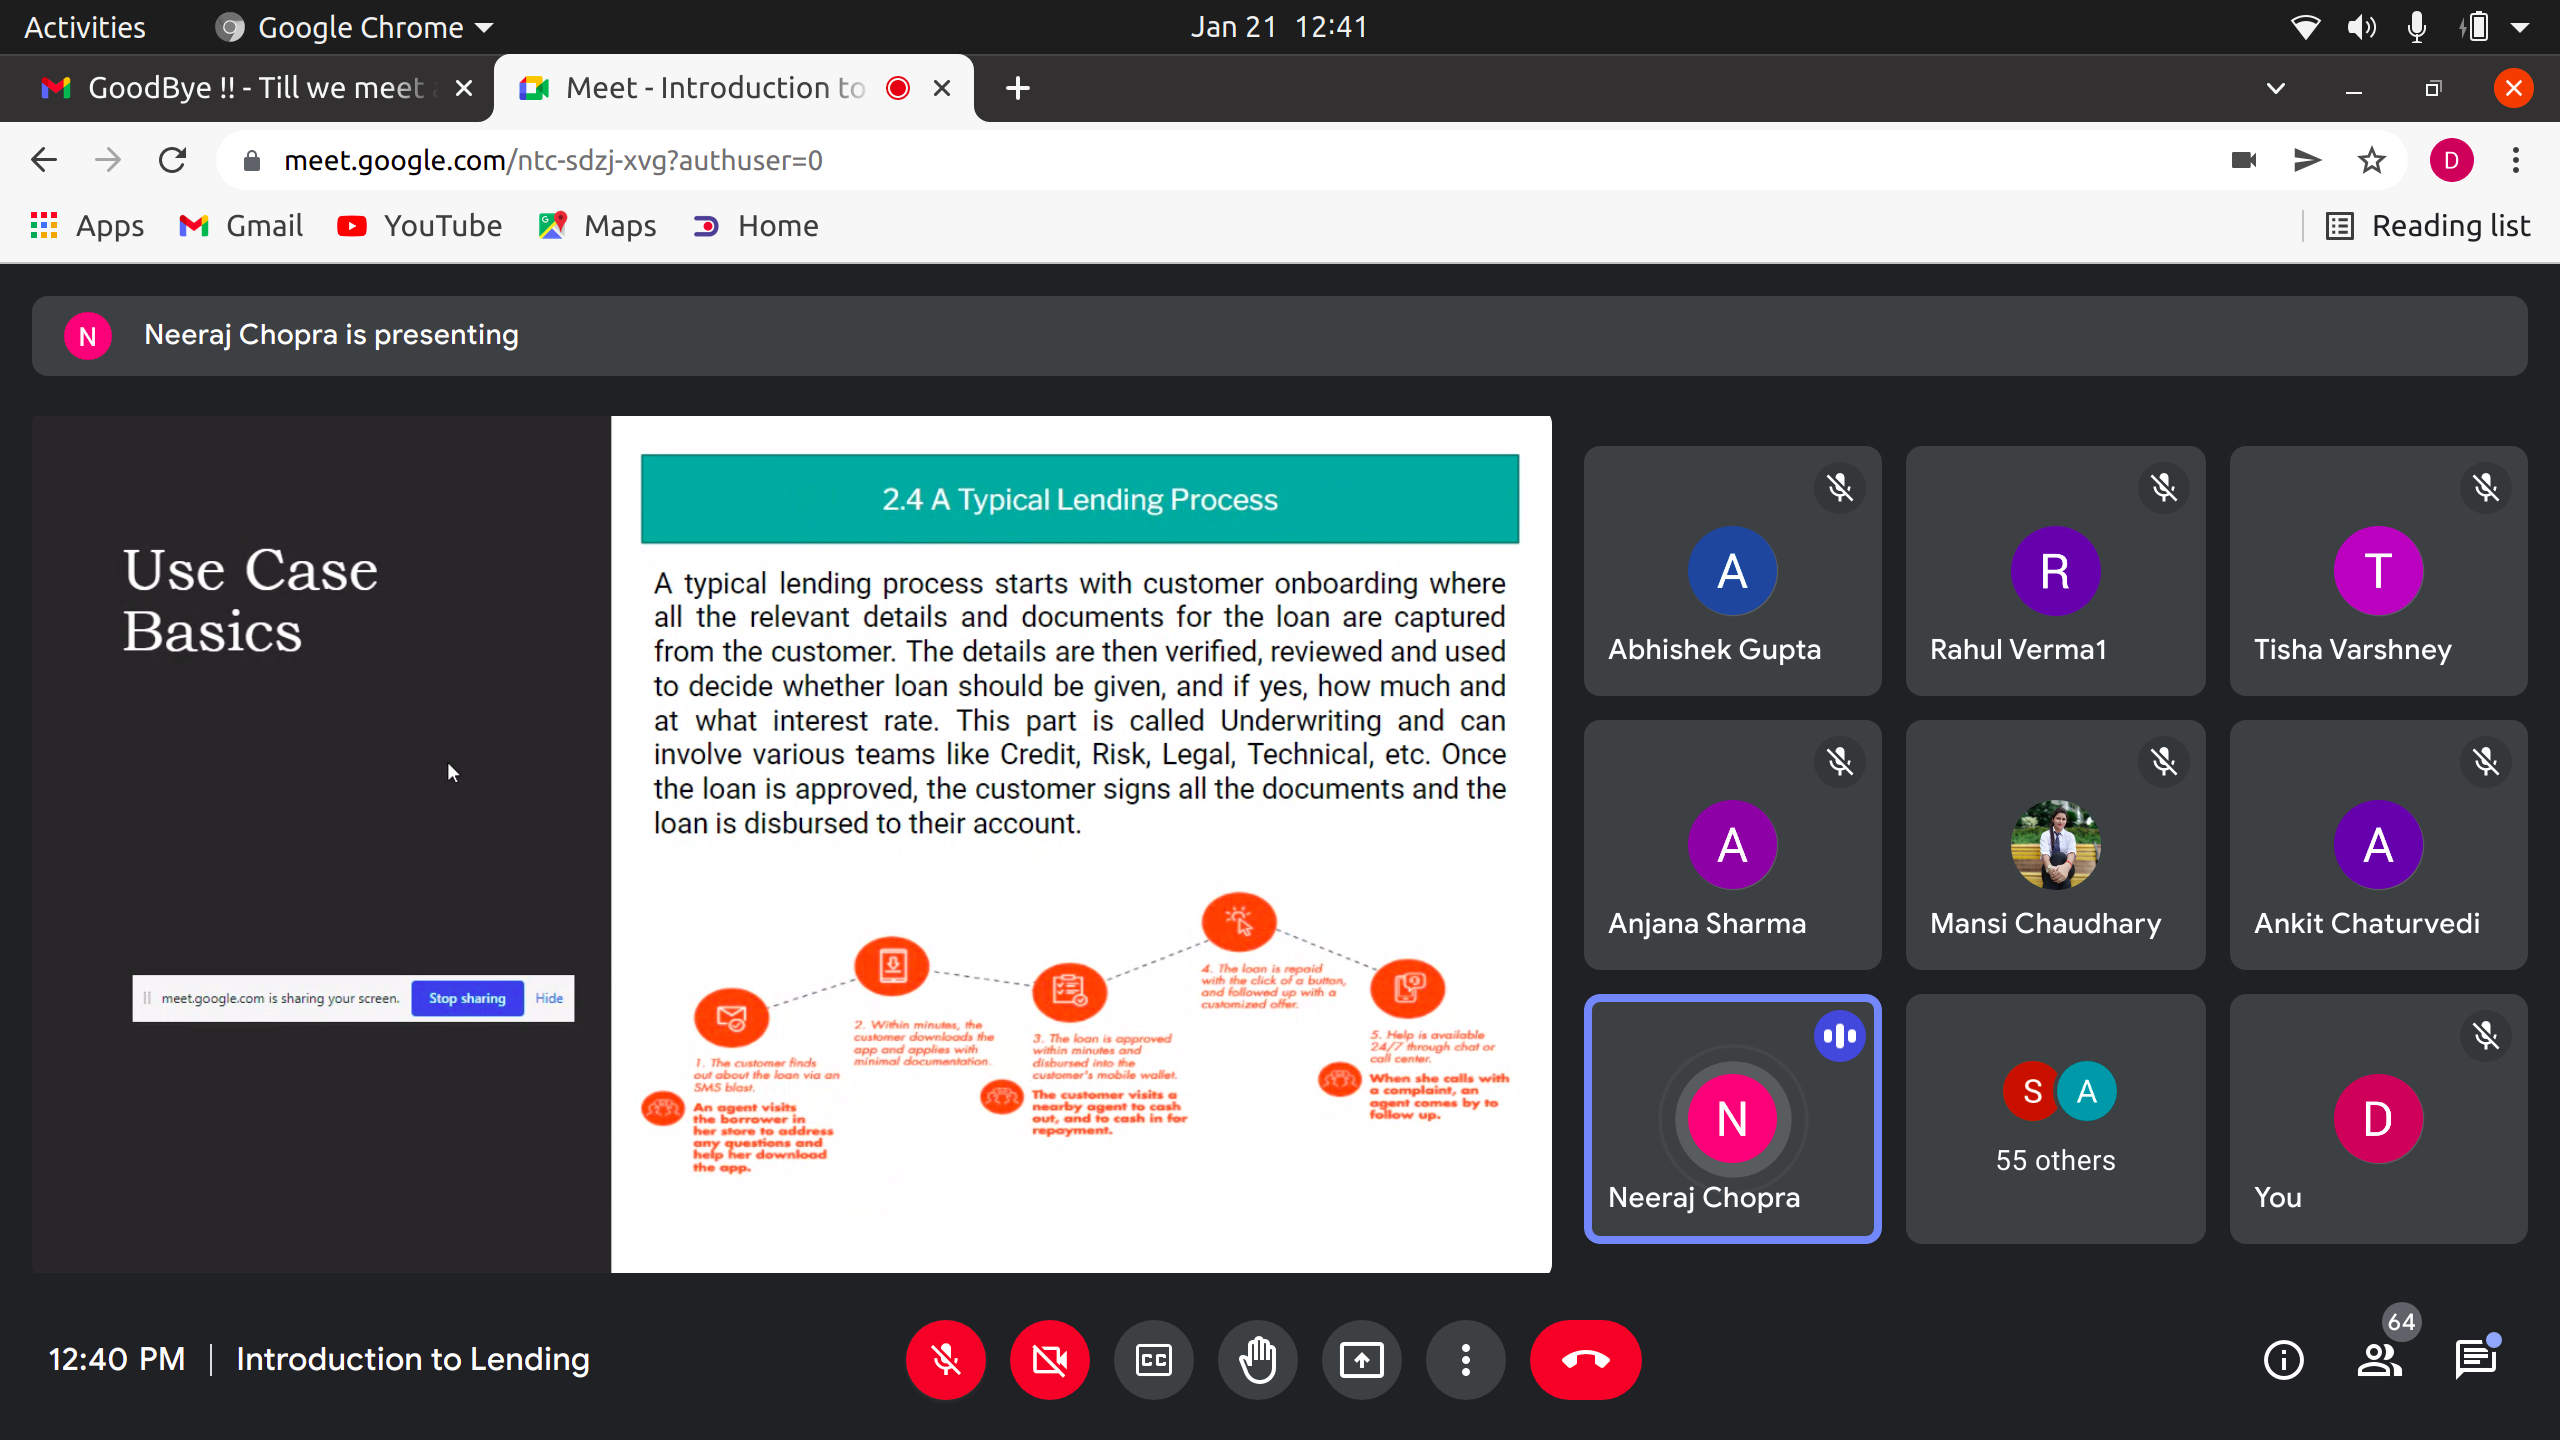 Activities
Google Chrome
Jan 21 12:41
GoodBye !! - Till we meet
Meet - Introduction to
meet.google.com/ntc-sdzj-xvg?authuser=0
D
Apps
Gmail
YouTube
Maps
Home
Reading list
N
Neeraj Chopra is presenting
Use Case
Basics
meet.google.com is sharing your screen.
Stop sharing
Hide
2.4 A Typical Lending Process
A typical lending process starts with customer onboarding where
all the relevant details and documents for the loan are captured
from the customer. The details are then verified, reviewed and used
to decide whether loan should be given, and if yes, how much and
at what interest rate. This part is called Underwriting and can
involve various teams like Credit, Risk, Legal, Technical, etc. Once
the loan is approved, the customer signs all the documents and the
loan is disbursed to their account.
1. The customer finds
out about the loan via an
SMS blast.
An agent visits
the borrower in
her store to address
any questions and
help her download
the app.
2. Within minutes, the
customer downloads the
app and applies with
minimal documentation.
3. The loan is approved
within minutes and
disbursed into the
customer's mobile wallet.
The customer visits a
nearby agent to cash
out, and to cash in for
repayment.
4. The loan is repaid
with the click of a button,
and followed up with a
customized offer.
5. Help is available
24/7 through chat or
call center.
When she calls with
a complaint, an
agent comes by to
follow up.
A
Abhishek Gupta
R
Rahul Verma1
T
Tisha Varshney
A
Anjana Sharma
Mansi Chaudhary
A
Ankit Chaturvedi
N
Neeraj Chopra
S A
55 others
D
You
12:40 PM
Introduction to Lending
CC
64